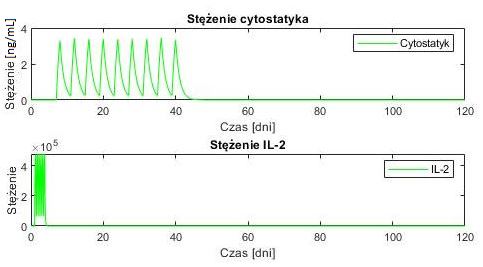 Stężenie cytostatyka
Stężenie [ng/mL]
4
2
0
Cytostatyk
0 20 40 60 80 100 120
Czas [dni]
×10⁵ Stężenie IL-2
Stężenie
4
2
0
IL-2
0 20 40 60 80 100 120
Czas [dni]